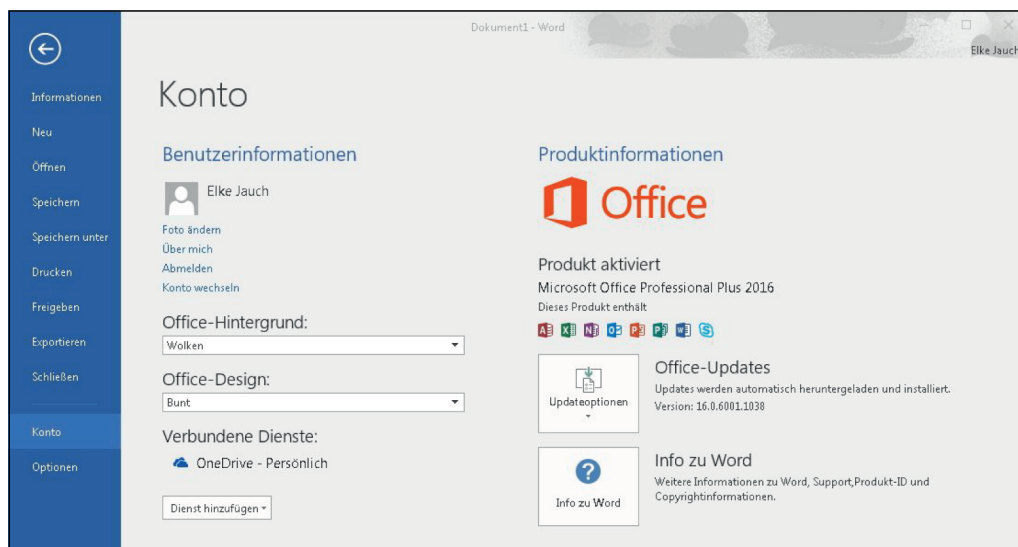 Dokument1 - Word
Elke Jauch
Informationen
Neu
Öffnen
Speichern
Speichern unter
Drucken
Freigeben
Exportieren
Schließen
Konto
Optionen
Konto
Benutzerinformationen
Elke Jauch
Foto ändern
Über mich
Abmelden
Konto wechseln
Office-Hintergrund:
Wolken
Office-Design:
Bunt
Verbundene Dienste:
OneDrive - Persönlich
Dienst hinzufügen
Produktinformationen
Office
Produkt aktiviert
Microsoft Office Professional Plus 2016
Dieses Produkt enthält
Updateoptionen
Office-Updates
Updates werden automatisch heruntergeladen und installiert.
Version: 16.0.6001.1038
Info zu Word
Info zu Word
Weitere Informationen zu Word, Support,Produkt-ID und
Copyrightinformationen.